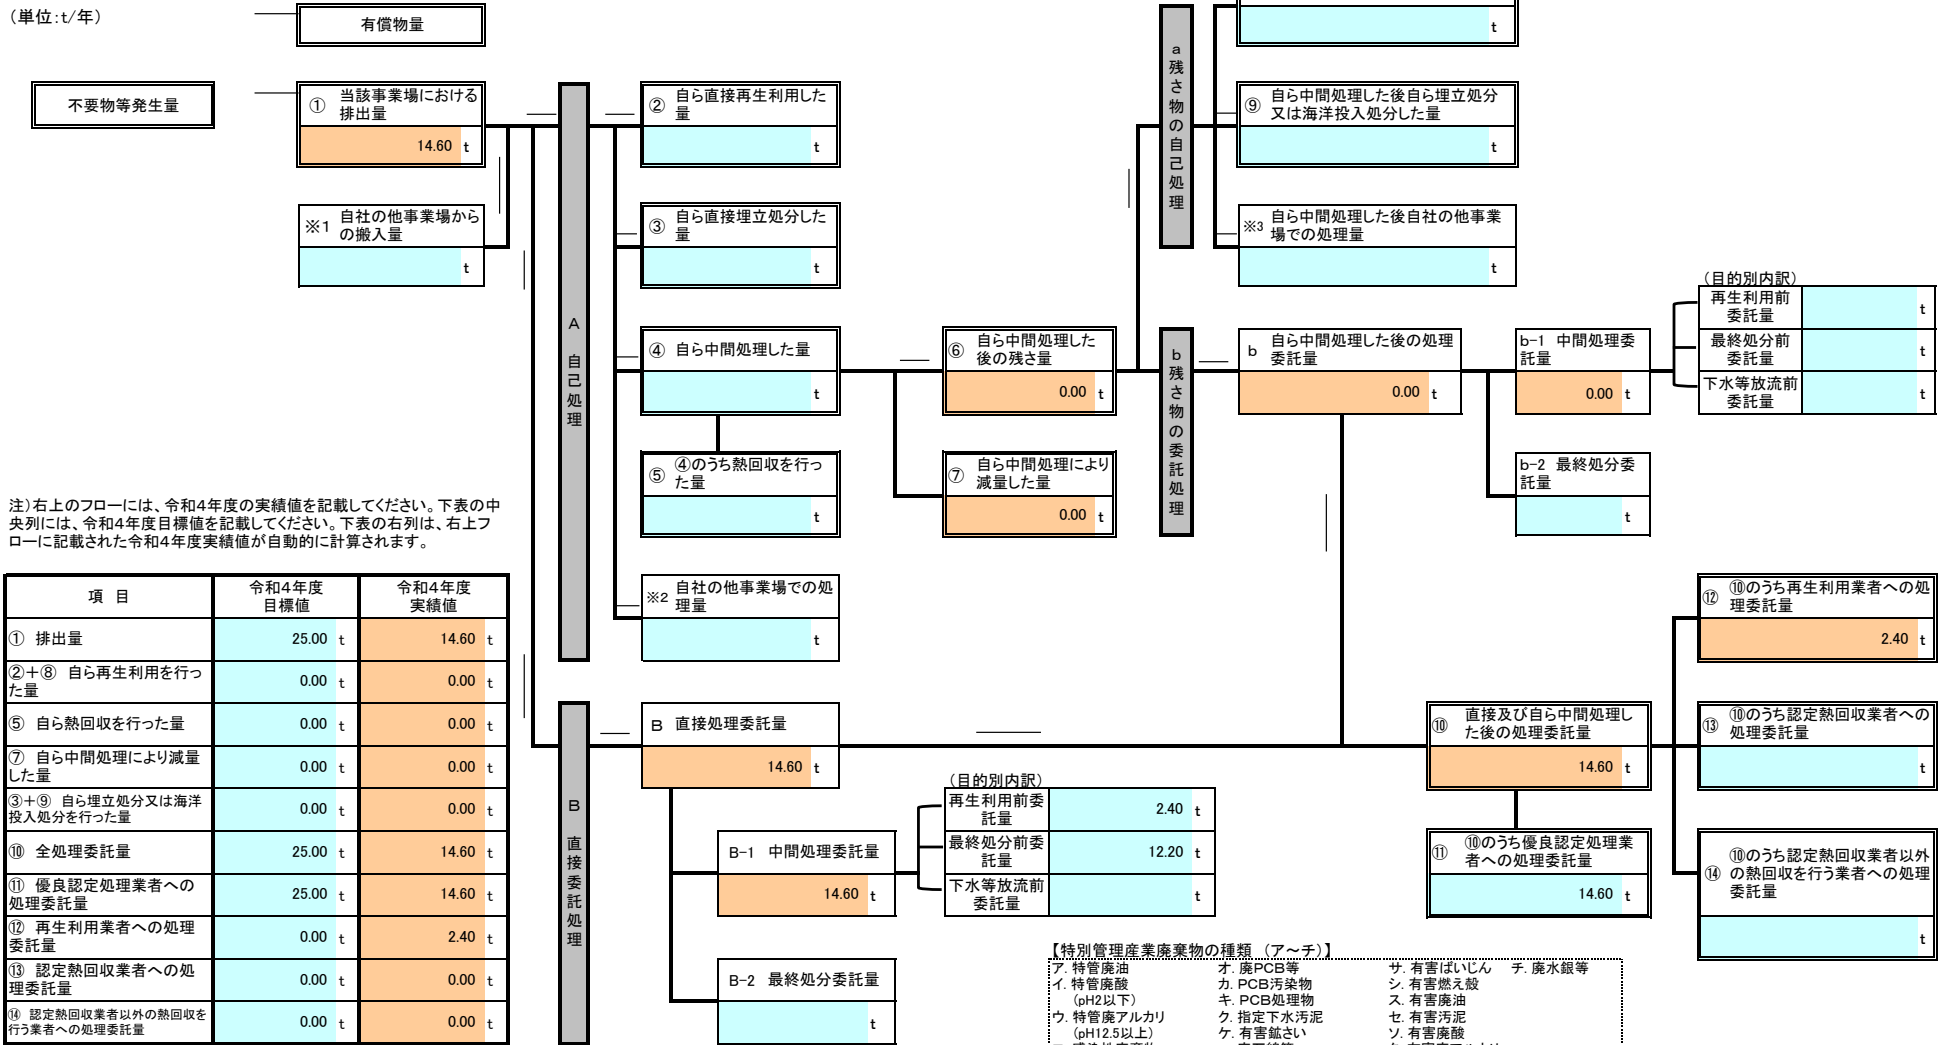 (単位:t/年)
有償物量
t
不要物等発生量
① 当該事業場における
排出量
14.60 t
※1 自社の他事業場から
の搬入量
t
A 自己処理
② 自ら直接再生利用した
量
t
③ 自ら直接埋立処分した
量
t
④ 自ら中間処理した量
t
⑤ ④のうち熱回収を行っ
た量
t
※2 自社の他事業場での処
理量
t
⑥ 自ら中間処理した
後の残さ量
0.00 t
⑦ 自ら中間処理により
減量した量
0.00 t
a 残さ物の自己処理
⑨ 自ら中間処理した後自ら埋立処分
又は海洋投入処分した量
t
※3 自ら中間処理した後自社の他事業
場での処理量
t
b 残さ物の委託処理
b 自ら中間処理した後の処理
委託量
0.00 t
b-1 中間処理委
託量
0.00 t
b-2 最終処分委
託量
t
(目的別内訳)
再生利用前
委託量 t
最終処分前
委託量 t
下水等放流前
委託量 t
注)右上のフローには、令和4年度の実績値を記載してください。下表の中
央列には、令和4年度目標値を記載してください。下表の右列は、右上フ
ローに記載された令和4年度実績値が自動的に計算されます。
項 目 令和4年度 目標値 令和4年度 実績値
① 排出量 25.00 t 14.60 t
②+⑧ 自ら再生利用を行っ
た量 0.00 t 0.00 t
⑤ 自ら熱回収を行った量 0.00 t 0.00 t
⑦ 自ら中間処理により減量
した量 0.00 t 0.00 t
③+⑨ 自ら埋立処分又は海洋
投入処分を行った量 0.00 t 0.00 t
⑩ 全処理委託量 25.00 t 14.60 t
⑪ 優良認定処理業者への
処理委託量 25.00 t 14.60 t
⑫ 再生利用業者への処理
委託量 0.00 t 2.40 t
⑬ 認定熱回収業者への処
理委託量 0.00 t 0.00 t
⑭ 認定熱回収業者以外の熱回収を
行う業者への処理委託量 0.00 t 0.00 t
B 直接委託処理
B 直接処理委託量
14.60 t
B-1 中間処理委託量
14.60 t
B-2 最終処分委託量
t
(目的別内訳)
再生利用前委
託量 2.40 t
最終処分前委
託量 12.20 t
下水等放流前
委託量 t
⑩ 直接及び自ら中間処理し
た後の処理委託量
14.60 t
⑪ ⑩のうち優良認定処理業
者への処理委託量
14.60 t
⑫ ⑩のうち再生利用業者への処
理委託量
2.40 t
⑬ ⑩のうち認定熱回収業者への
処理委託量
t
⑭ ⑩のうち認定熱回収業者以外
の熱回収を行う業者への処理
委託量
t
【特別管理産業廃棄物の種類 (ア~チ)】
ア. 特管廃油 オ. 廃PCB等 サ. 有害ばいじん チ. 廃水銀等
イ. 特管廃酸 カ. PCB汚染物 シ. 有害燃え殻
(pH2以下) キ. PCB処理物 ス. 有害廃油
ウ. 特管廃アルカリ ク. 指定下水汚泥 セ. 有害汚泥
(pH12.5以上) ケ. 有害鉱さい ソ. 有害廃酸